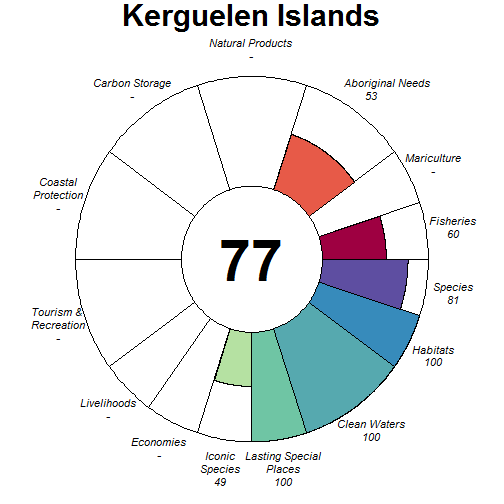 Kerguelen Islands
Natural Products
-
Carbon Storage
-
Aboriginal Needs
53
Mariculture
-
Coastal
Protection
-
Fisheries
60
77
Species
81
Tourism &
Recreation
-
Habitats
100
Livelihoods
-
Clean Waters
100
Economies
-
Iconic
Species
49
Lasting Special
Places
100